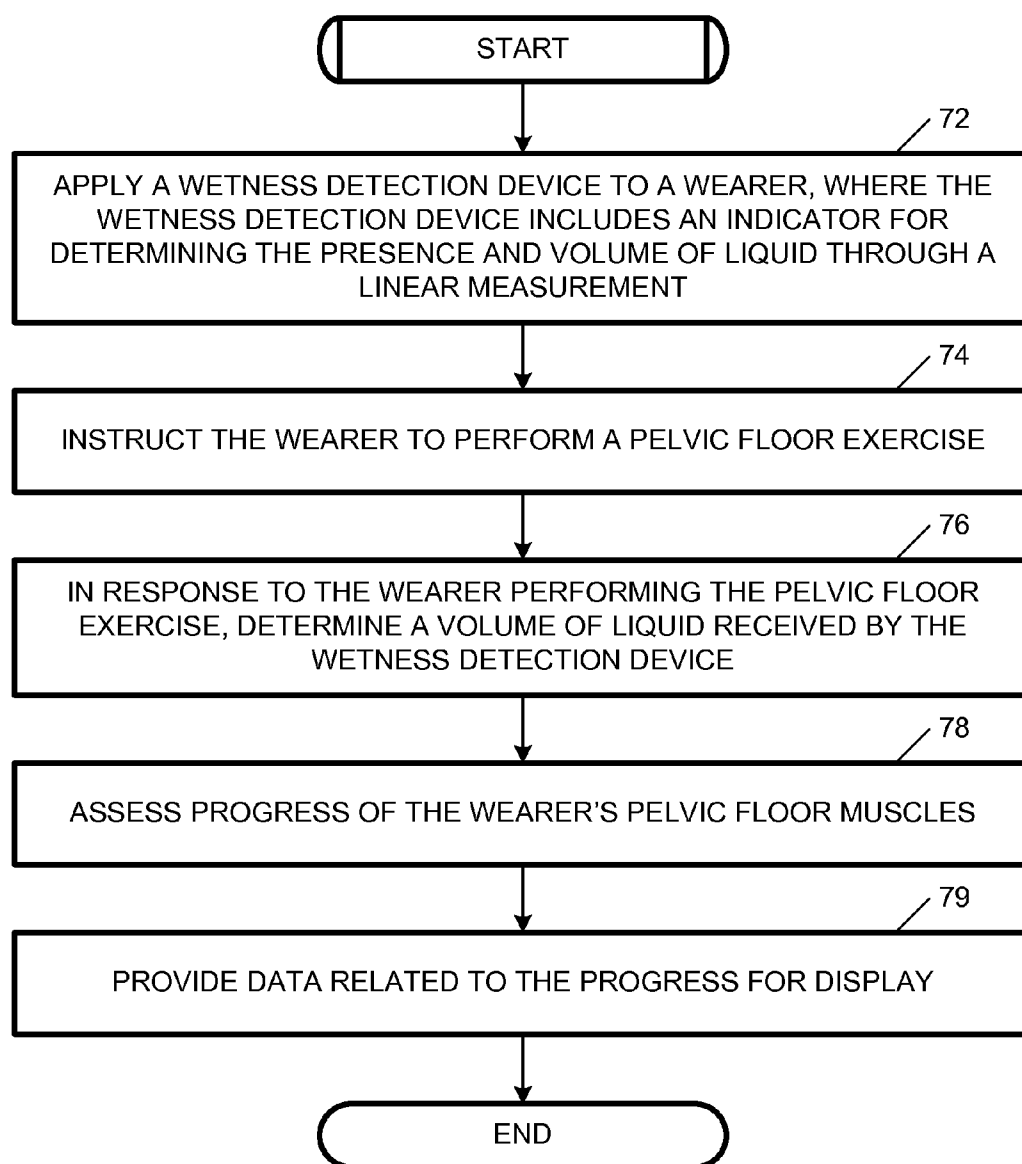 START
72
APPLY A WETNESS DETECTION DEVICE TO A WEARER, WHERE THE
WETNESS DETECTION DEVICE INCLUDES AN INDICATOR FOR
DETERMINING THE PRESENCE AND VOLUME OF LIQUID THROUGH A
LINEAR MEASUREMENT
74
INSTRUCT THE WEARER TO PERFORM A PELVIC FLOOR EXERCISE
76
IN RESPONSE TO THE WEARER PERFORMING THE PELVIC FLOOR
EXERCISE, DETERMINE A VOLUME OF LIQUID RECEIVED BY THE
WETNESS DETECTION DEVICE
78
ASSESS PROGRESS OF THE WEARER'S PELVIC FLOOR MUSCLES
79
PROVIDE DATA RELATED TO THE PROGRESS FOR DISPLAY
END